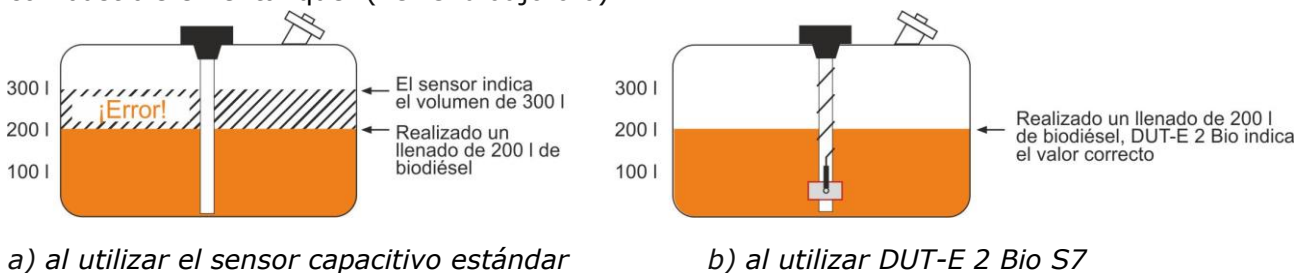 300 l
200 l
100 l
¡Error!
El sensor indica
el volumen de 300 l
Realizado un
llenado de 200 l de
biodiésel
300 l
200 l
100 l
Realizado un llenado de 200 l
de biodiésel, DUT-E 2 Bio indica
el valor correcto
a) al utilizar el sensor capacitivo estándar
b) al utilizar DUT-E 2 Bio S7